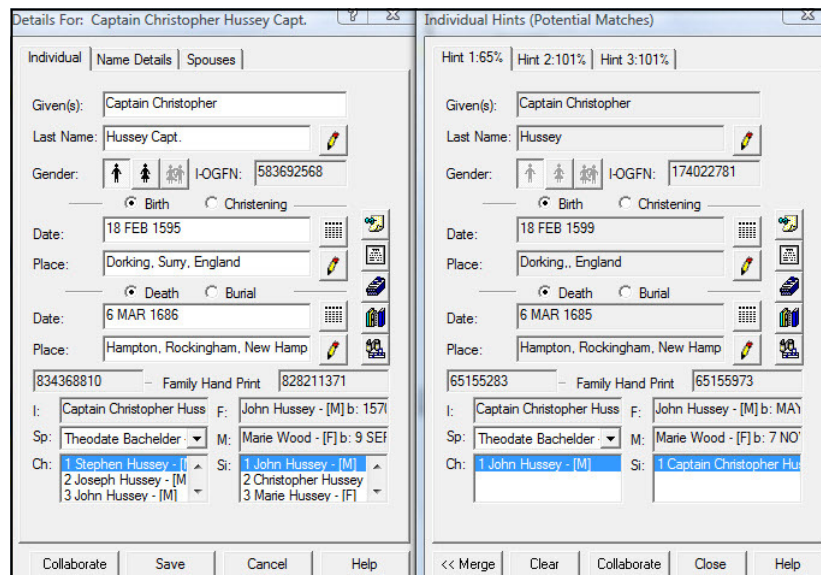 Details For: Captain Christopher Hussey Capt.
Individual
Name Details
Spouses
Given(s):
Captain Christopher
Last Name:
Hussey Capt.
Gender:
I-OGFN:
583692568
Birth
Christening
Date:
18 FEB 1595
Place:
Dorking, Surry, England
Death
Burial
Date:
6 MAR 1686
Place:
Hampton, Rockingham, New Hamp
834368810
- Family Hand Print
828211371
I:
Captain Christopher Huss
F:
John Hussey - [M] b: 157
Sp:
Theodate Bachelder
M:
Marie Wood - [F] b: 9 SEF
Ch:
1 Stephen Hussey - [
2 Joseph Hussey - [M
3 John Hussey - [M]
Si:
1 John Hussey - [M]
2 Christopher Hussey
3 Marie Hussey - [F]
Collaborate
Save
Cancel
Help
Individual Hints (Potential Matches)
Hint 1:65%
Hint 2:101%
Hint 3:101%
Given(s):
Captain Christopher
Last Name:
Hussey
Gender:
I-OGFN:
174022781
Birth
Christening
Date:
18 FEB 1599
Place:
Dorking,, England
Death
Burial
Date:
6 MAR 1685
Place:
Hampton, Rockingham, New Hamp
65155283
- Family Hand Print
65155973
I:
Captain Christopher Huss
F:
John Hussey - [M] b: MAY
Sp:
Theodate Bachelder
M:
Marie Wood - [F] b: 7 NO
Ch:
1 John Hussey - [M]
Si:
1 Captain Christopher Hu
<< Merge
Clear
Collaborate
Close
Help